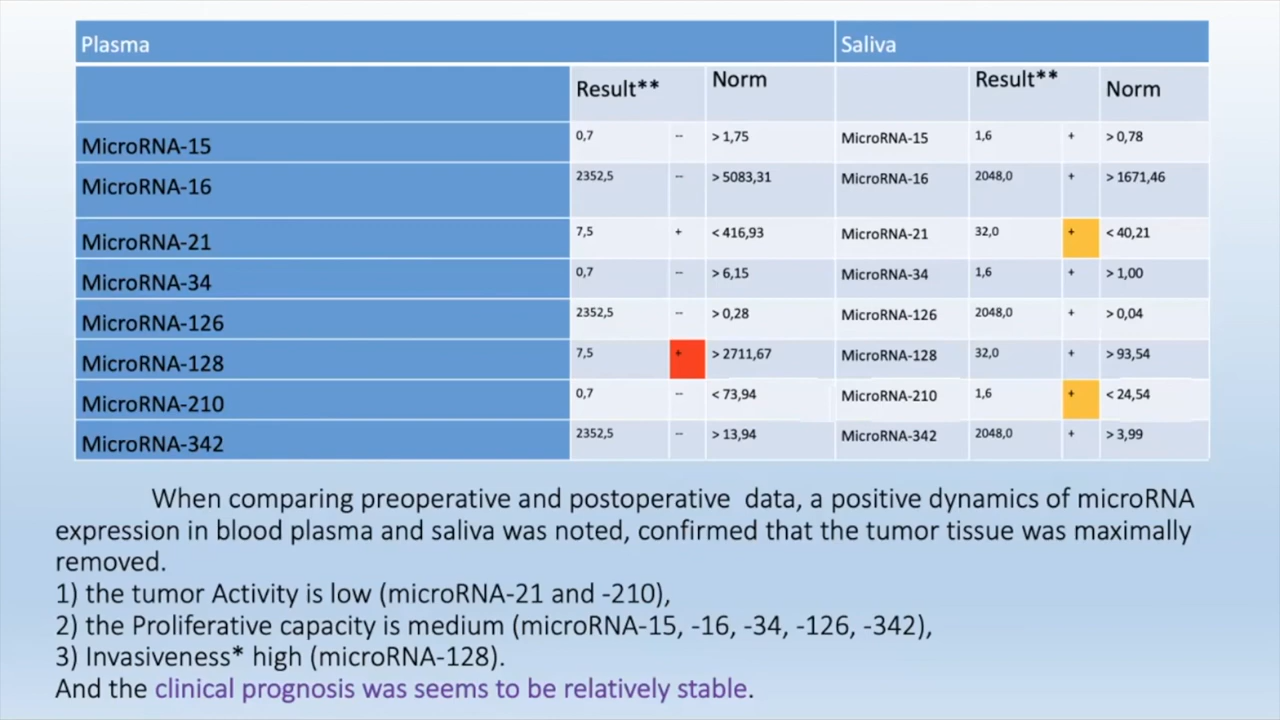 Plasma Saliva
Result** Norm Result** Norm
MicroRNA-15 0,7 -- > 1,75 MicroRNA-15 1,6 + > 0,78
MicroRNA-16 2352,5 -- > 5083,31 MicroRNA-16 2048,0 + > 1671,46
MicroRNA-21 7,5 + < 416,93 MicroRNA-21 32,0 + < 40,21
MicroRNA-34 0,7 -- > 6,15 MicroRNA-34 1,6 + > 1,00
MicroRNA-126 2352,5 -- > 0,28 MicroRNA-126 2048,0 + > 0,04
MicroRNA-128 7,5 + > 2711,67 MicroRNA-128 32,0 + > 93,54
MicroRNA-210 0,7 -- < 73,94 MicroRNA-210 1,6 + < 24,54
MicroRNA-342 2352,5 -- > 13,94 MicroRNA-342 2048,0 + > 3,99
When comparing preoperative and postoperative data, a positive dynamics of microRNA
expression in blood plasma and saliva was noted, confirmed that the tumor tissue was maximally
removed.
1) the tumor Activity is low (microRNA-21 and -210),
2) the Proliferative capacity is medium (microRNA-15, -16, -34, -126, -342),
3) Invasiveness* high (microRNA-128).
And the clinical prognosis was seems to be relatively stable.